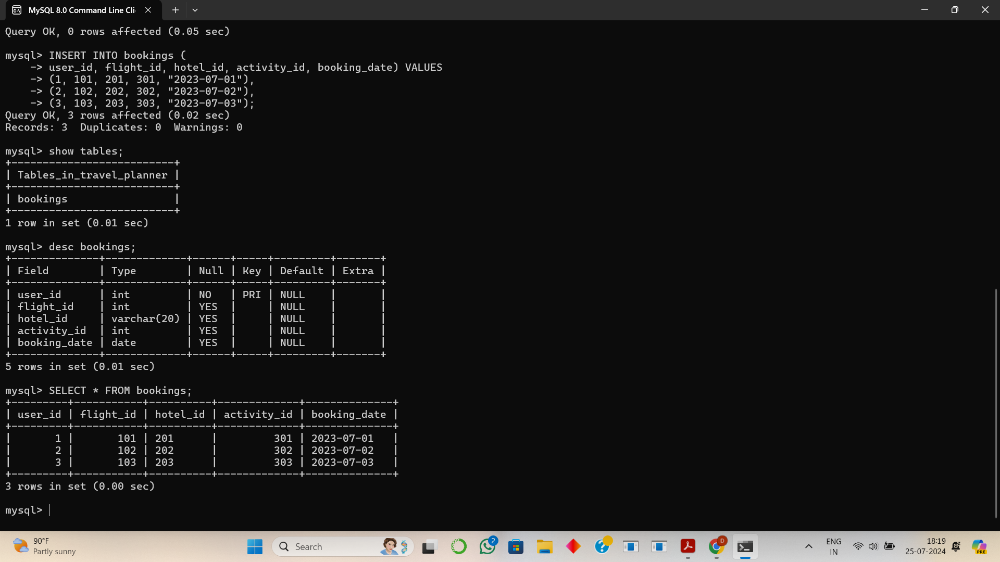 MySQL 8.0 Command Line Cli
Query OK, 0 rows affected (0.05 sec)
mysql> INSERT INTO bookings (
    -> user_id, flight_id, hotel_id, activity_id, booking_date) VALUES
    -> (1, 101, 201, 301, "2023-07-01"),
    -> (2, 102, 202, 302, "2023-07-02"),
    -> (3, 103, 203, 303, "2023-07-03");
Query OK, 3 rows affected (0.02 sec)
Records: 3  Duplicates: 0  Warnings: 0
mysql> show tables;
+--------------------------+
| Tables_in_travel_planner |
+--------------------------+
| bookings                 |
+--------------------------+
1 row in set (0.01 sec)
mysql> desc bookings;
+--------------+-------------+------+-----+---------+-------+
| Field        | Type        | Null | Key | Default | Extra |
+--------------+-------------+------+-----+---------+-------+
| user_id      | int         | NO   | PRI | NULL    |       |
| flight_id    | int         | YES  |     | NULL    |       |
| hotel_id     | varchar(20) | YES  |     | NULL    |       |
| activity_id  | int         | YES  |     | NULL    |       |
| booking_date | date        | YES  |     | NULL    |       |
+--------------+-------------+------+-----+---------+-------+
5 rows in set (0.01 sec)
mysql> SELECT * FROM bookings;
+---------+-----------+----------+-------------+--------------+
| user_id | flight_id | hotel_id | activity_id | booking_date |
+---------+-----------+----------+-------------+--------------+
|       1 |       101 | 201      |         301 | 2023-07-01   |
|       2 |       102 | 202      |         302 | 2023-07-02   |
|       3 |       103 | 203      |         303 | 2023-07-03   |
+---------+-----------+----------+-------------+--------------+
3 rows in set (0.00 sec)
mysql>
90°F
Partly sunny
Search
2
D
ENG
IN
18:19
25-07-2024
PRE